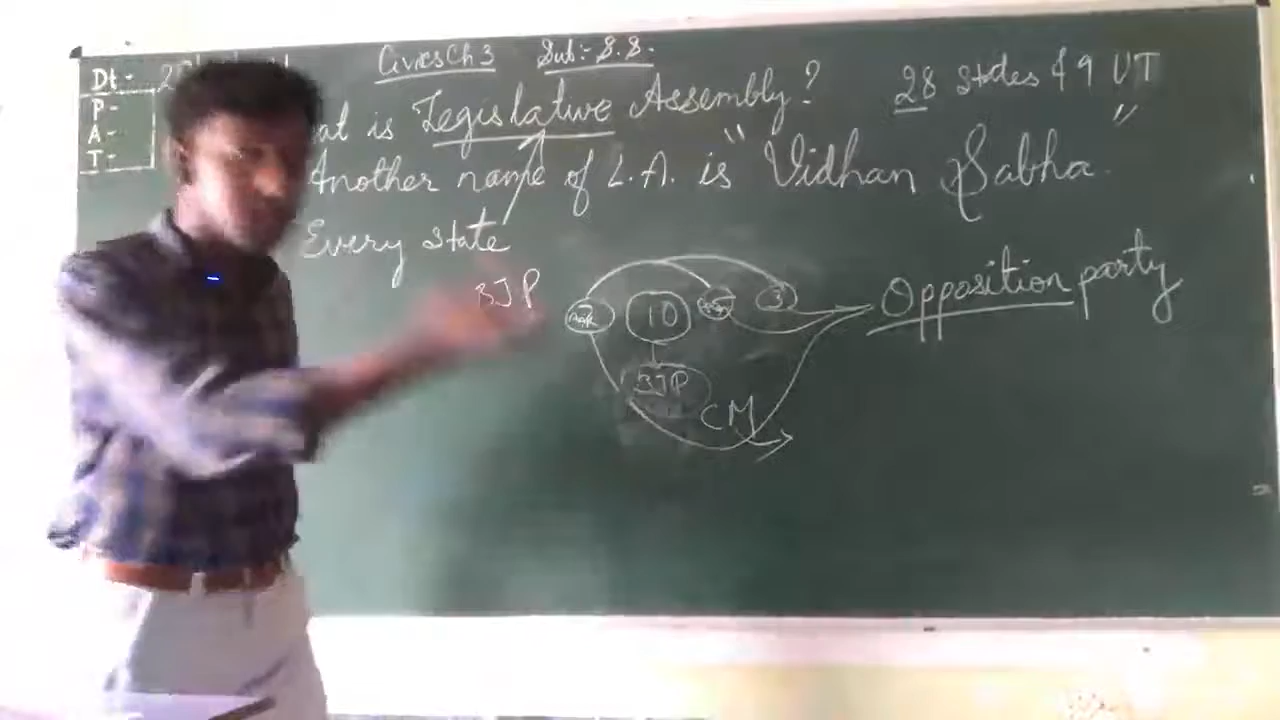 Dt - Civics Ch 3 Sub:- S.S.
P-
A-
T-
at is Legislative Assembly? 28 States & 9 UT
Another name of L.A. is "Vidhan Sabha"
Every state
BJP
10
3
Opposition party
BJP
CM